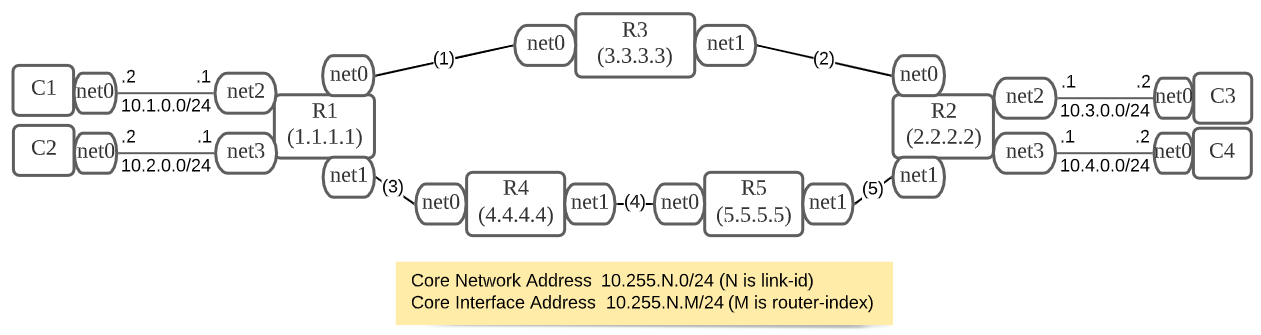 R3
(3.3.3.3)
net0
net1
(1)
(2)
net0
net0
C1
net0
.2
.1
10.1.0.0/24
net2
R1
(1.1.1.1)
C2
net0
.2
.1
10.2.0.0/24
net3
net1
R2
(2.2.2.2)
net2
.1
.2
10.3.0.0/24
net0
C3
net3
.1
.2
10.4.0.0/24
net0
C4
net1
(3)
net0
R4
(4.4.4.4)
net1
(4)
net0
R5
(5.5.5.5)
net1
(5)
Core Network Address 10.255.N.0/24 (N is link-id)
Core Interface Address 10.255.N.M/24 (M is router-index)